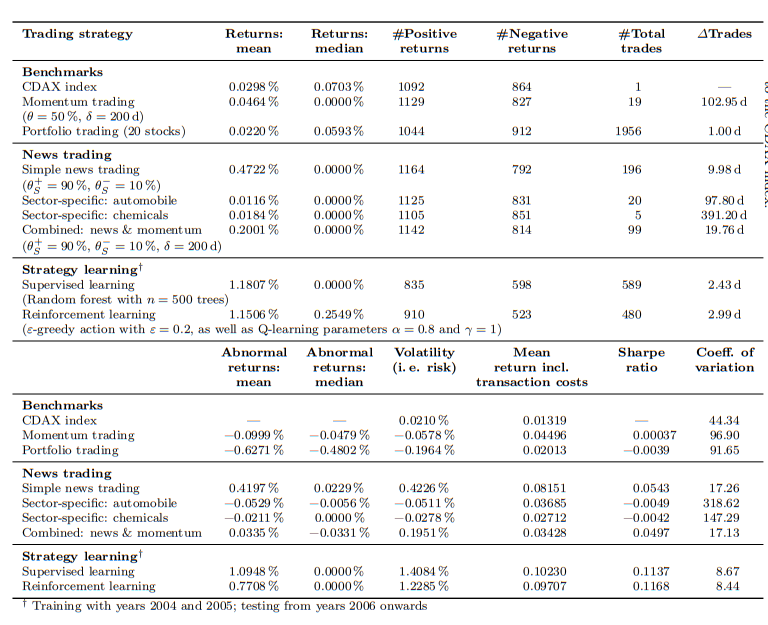 Trading strategy Returns: mean Returns: median #Positive returns #Negative returns #Total trades ΔTrades
Benchmarks
CDAX index 0.0298 % 0.0703 % 1092 864 1 —
Momentum trading 0.0464 % 0.0000 % 1129 827 19 102.95 d
(θ = 50 %, δ = 200 d)
Portfolio trading (20 stocks) 0.0220 % 0.0593 % 1044 912 1956 1.00 d
News trading
Simple news trading 0.4722 % 0.0000 % 1164 792 196 9.98 d
(θ_S^+ = 90 %, θ_S^− = 10 %)
Sector-specific: automobile 0.0116 % 0.0000 % 1125 831 20 97.80 d
Sector-specific: chemicals 0.0184 % 0.0000 % 1105 851 5 391.20 d
Combined: news & momentum 0.2001 % 0.0000 % 1142 814 99 19.76 d
(θ_S^+ = 90 %, θ_S^− = 10 %, δ = 200 d)
Strategy learning†
Supervised learning 1.1807 % 0.0000 % 835 598 589 2.43 d
(Random forest with n = 500 trees)
Reinforcement learning 1.1506 % 0.2549 % 910 523 480 2.99 d
(ε-greedy action with ε = 0.2, as well as Q-learning parameters α = 0.8 and γ = 1)
Abnormal returns: mean Abnormal returns: median Volatility (i. e. risk) Mean return incl. transaction costs Sharpe ratio Coeff. of variation
Benchmarks
CDAX index — — 0.0210 % 0.01319 — 44.34
Momentum trading −0.0999 % −0.0479 % −0.0578 % 0.04496 0.00037 96.90
Portfolio trading −0.6271 % −0.4802 % −0.1964 % 0.02013 −0.0039 91.65
News trading
Simple news trading 0.4197 % 0.0229 % 0.4226 % 0.08151 0.0543 17.26
Sector-specific: automobile −0.0529 % −0.0056 % −0.0511 % 0.03685 −0.0049 318.62
Sector-specific: chemicals −0.0211 % 0.0000 % −0.0278 % 0.02712 −0.0042 147.29
Combined: news & momentum 0.0335 % −0.0331 % 0.1951 % 0.03428 0.0497 17.13
Strategy learning†
Supervised learning 1.0948 % 0.0000 % 1.4084 % 0.10230 0.1137 8.67
Reinforcement learning 0.7708 % 0.0000 % 1.2285 % 0.09707 0.1168 8.44
† Training with years 2004 and 2005; testing from years 2006 onwards